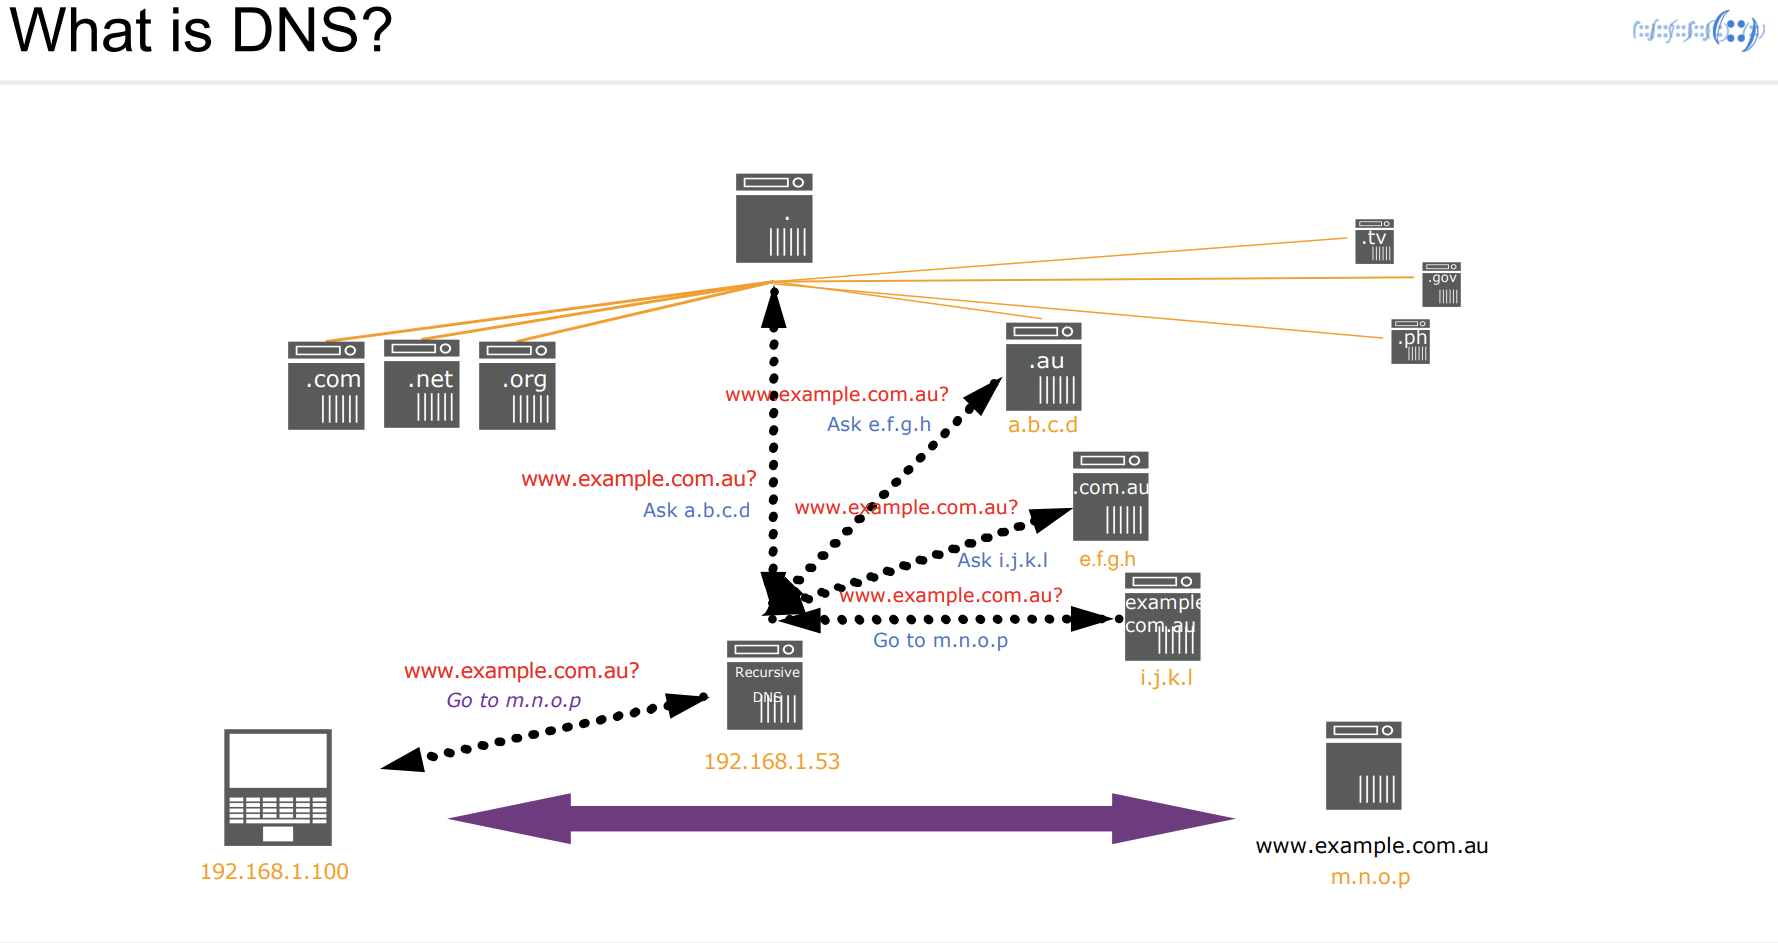 What is DNS?
.
.tv
.gov
.ph
.com
.net
.org
.au
a.b.c.d
www.example.com.au?
Ask e.f.g.h
www.example.com.au?
Ask a.b.c.d
.com.au
e.f.g.h
www.example.com.au?
Ask i.j.k.l
example
com.au
i.j.k.l
www.example.com.au?
Go to m.n.o.p
Recursive
DNS
192.168.1.53
www.example.com.au?
Go to m.n.o.p
192.168.1.100
www.example.com.au
m.n.o.p